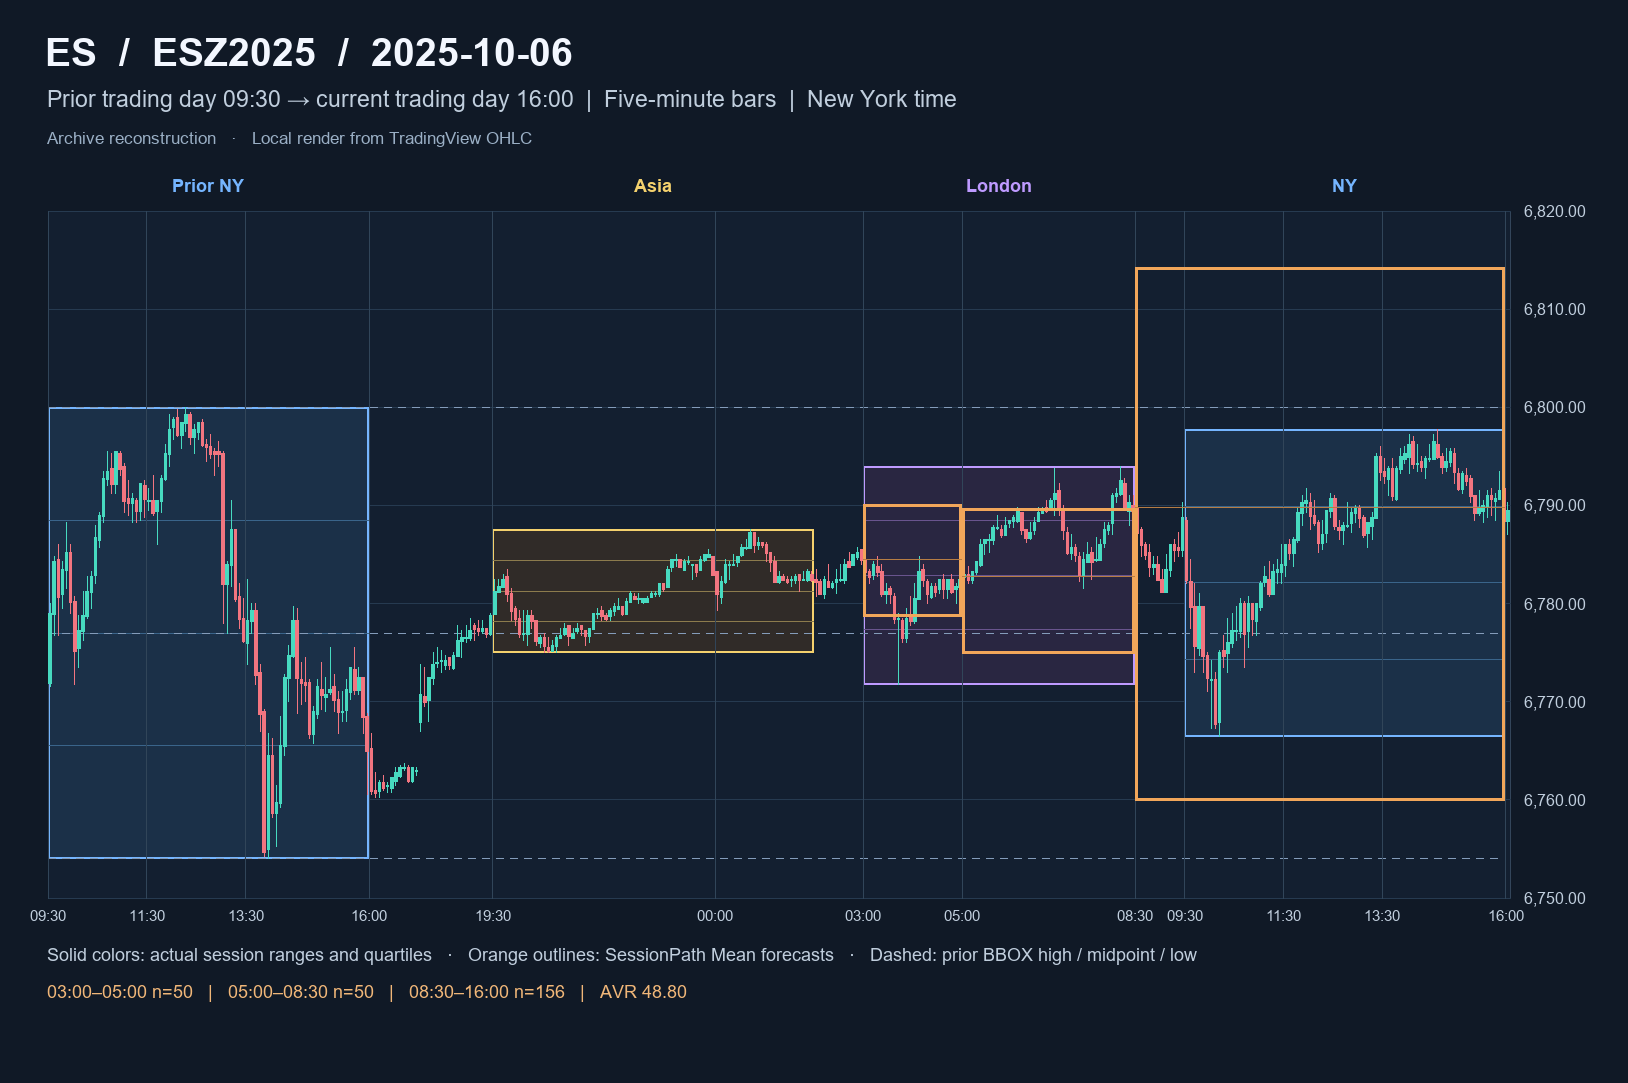 ES / ESZ2025 / 2025-10-06
Prior trading day 09:30 → current trading day 16:00 | Five-minute bars | New York time
Archive reconstruction · Local render from TradingView OHLC
Prior NY Asia London NY
6,820.00
6,810.00
6,800.00
6,790.00
6,780.00
6,770.00
6,760.00
6,750.00
09:30 11:30 13:30 16:00 19:30 00:00 03:00 05:00 08:30 09:30 11:30 13:30 16:00
Solid colors: actual session ranges and quartiles · Orange outlines: SessionPath Mean forecasts · Dashed: prior BBOX high / midpoint / low
03:00–05:00 n=50 | 05:00–08:30 n=50 | 08:30–16:00 n=156 | AVR 48.80